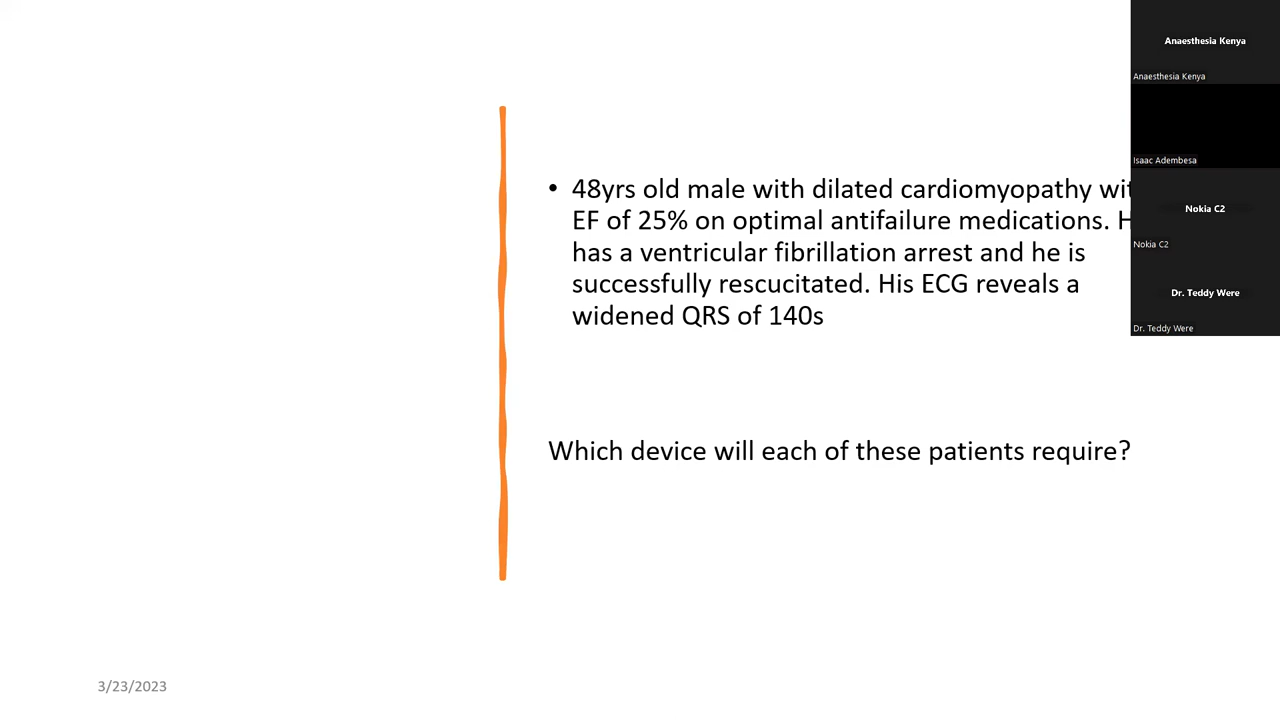 • 48yrs old male with dilated cardiomyopathy
EF of 25% on optimal antifailure medications.
has a ventricular fibrillation arrest and he is
successfully rescucitated. His ECG reveals a
widened QRS of 140s
Which device will each of these patients require?
3/23/2023
Anaesthesia Kenya
Anaesthesia Kenya
Isaac Adembesa
Nokia C2
Nokia C2
Dr. Teddy Were
Dr. Teddy Were